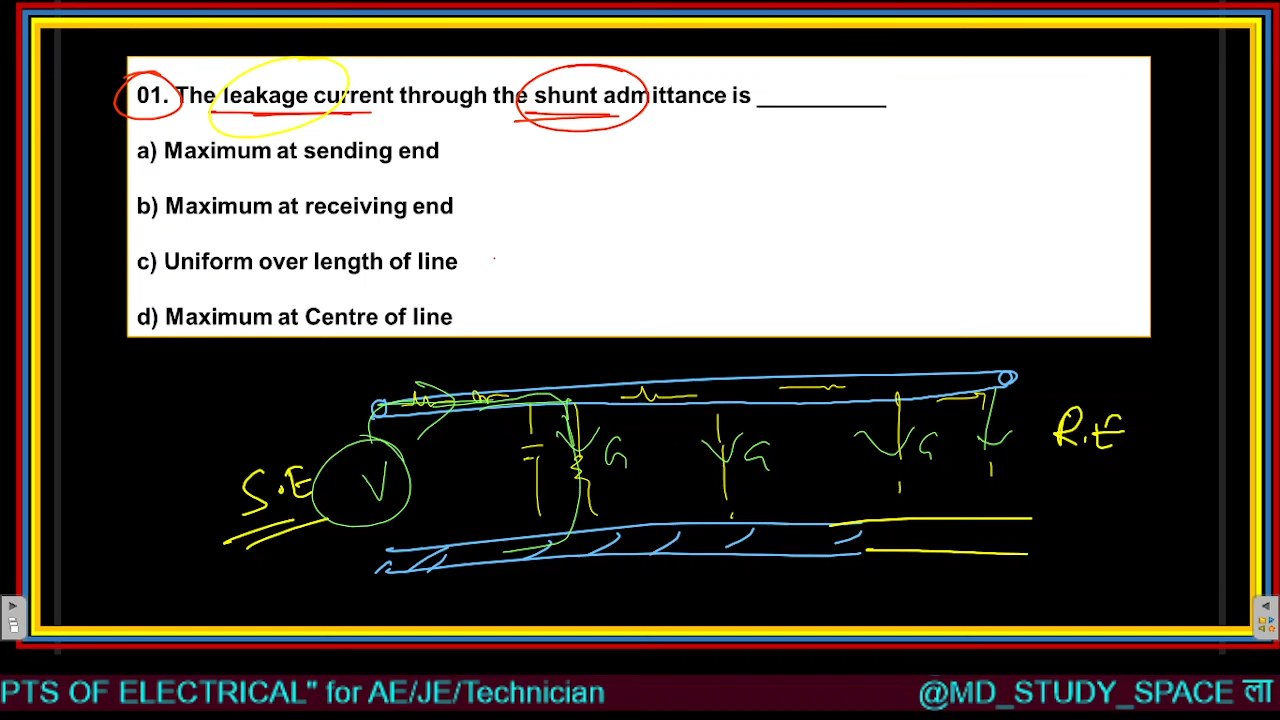 01. The leakage current through the shunt admittance is __________
a) Maximum at sending end
b) Maximum at receiving end
c) Uniform over length of line
d) Maximum at Centre of line
R.E
G G G
S.E V
PTS OF ELECTRICAL" for AE/JE/Technician @MD_STUDY_SPACE ला